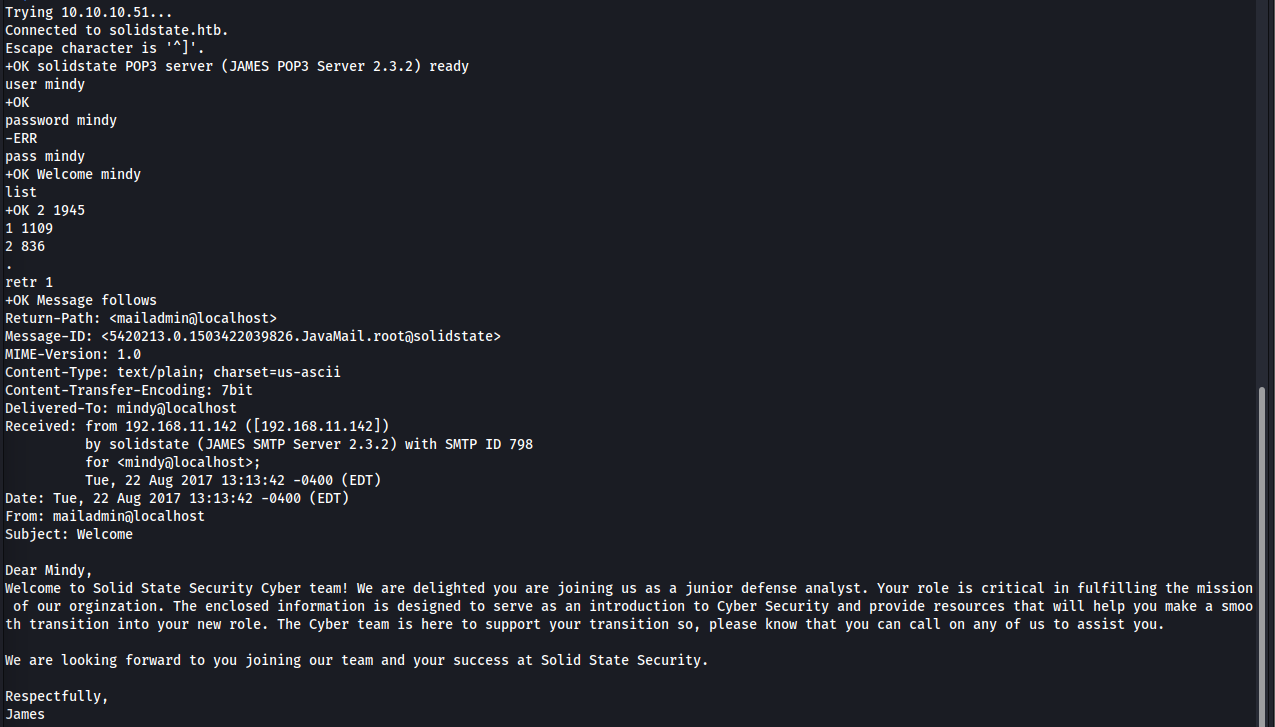 Trying 10.10.10.51...
Connected to solidstate.htb.
Escape character is '^]'.
+OK solidstate POP3 server (JAMES POP3 Server 2.3.2) ready
user mindy
+OK
password mindy
-ERR
pass mindy
+OK Welcome mindy
list
+OK 2 1945
1 1109
2 836
.
retr 1
+OK Message follows
Return-Path: <mailadmin@localhost>
Message-ID: <5420213.0.1503422039826.JavaMail.root@solidstate>
MIME-Version: 1.0
Content-Type: text/plain; charset=us-ascii
Content-Transfer-Encoding: 7bit
Delivered-To: mindy@localhost
Received: from 192.168.11.142 ([192.168.11.142])
          by solidstate (JAMES SMTP Server 2.3.2) with SMTP ID 798
          for <mindy@localhost>;
          Tue, 22 Aug 2017 13:13:42 -0400 (EDT)
Date: Tue, 22 Aug 2017 13:13:42 -0400 (EDT)
From: mailadmin@localhost
Subject: Welcome

Dear Mindy,
Welcome to Solid State Security Cyber team! We are delighted you are joining us as a junior defense analyst. Your role is critical in fulfilling the mission
 of our orginzation. The enclosed information is designed to serve as an introduction to Cyber Security and provide resources that will help you make a smoo
th transition into your new role. The Cyber team is here to support your transition so, please know that you can call on any of us to assist you.

We are looking forward to you joining our team and your success at Solid State Security.

Respectfully,
James